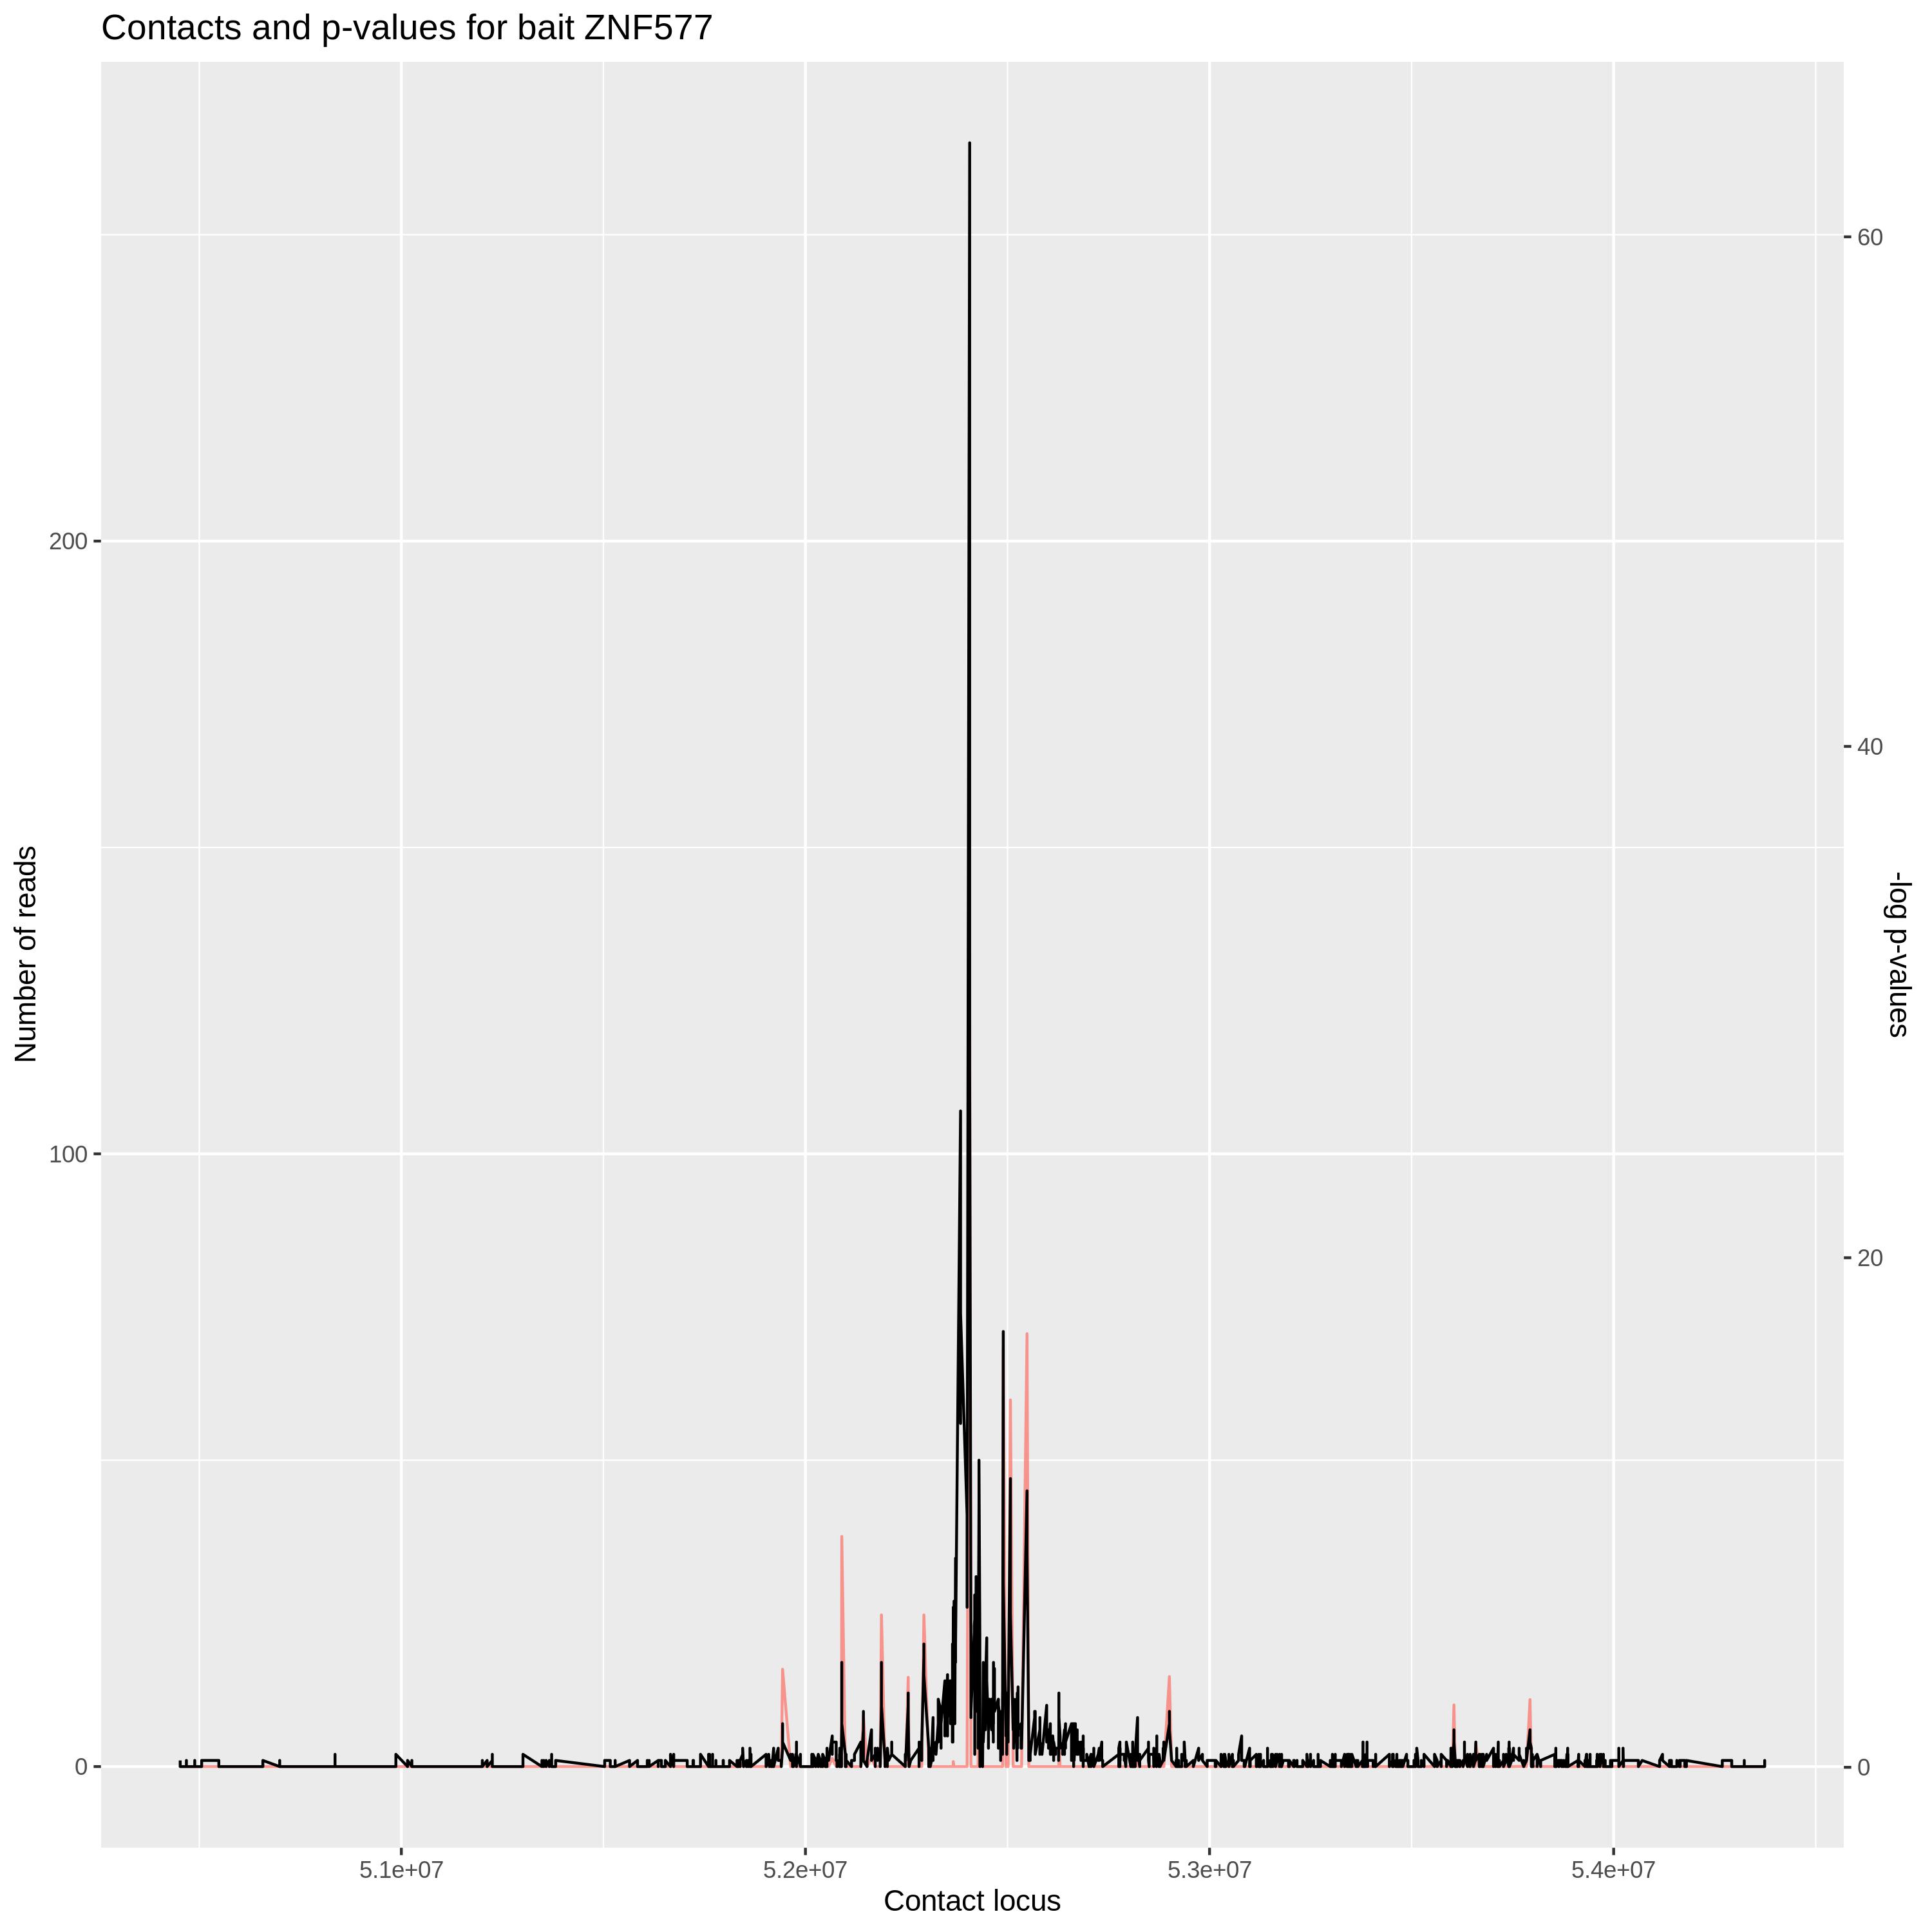 Contacts and p-values for bait ZNF577
Number of reads
200
100
0
60
40
20
0
-log p-values
5.1e+07 5.2e+07 5.3e+07 5.4e+07
Contact locus